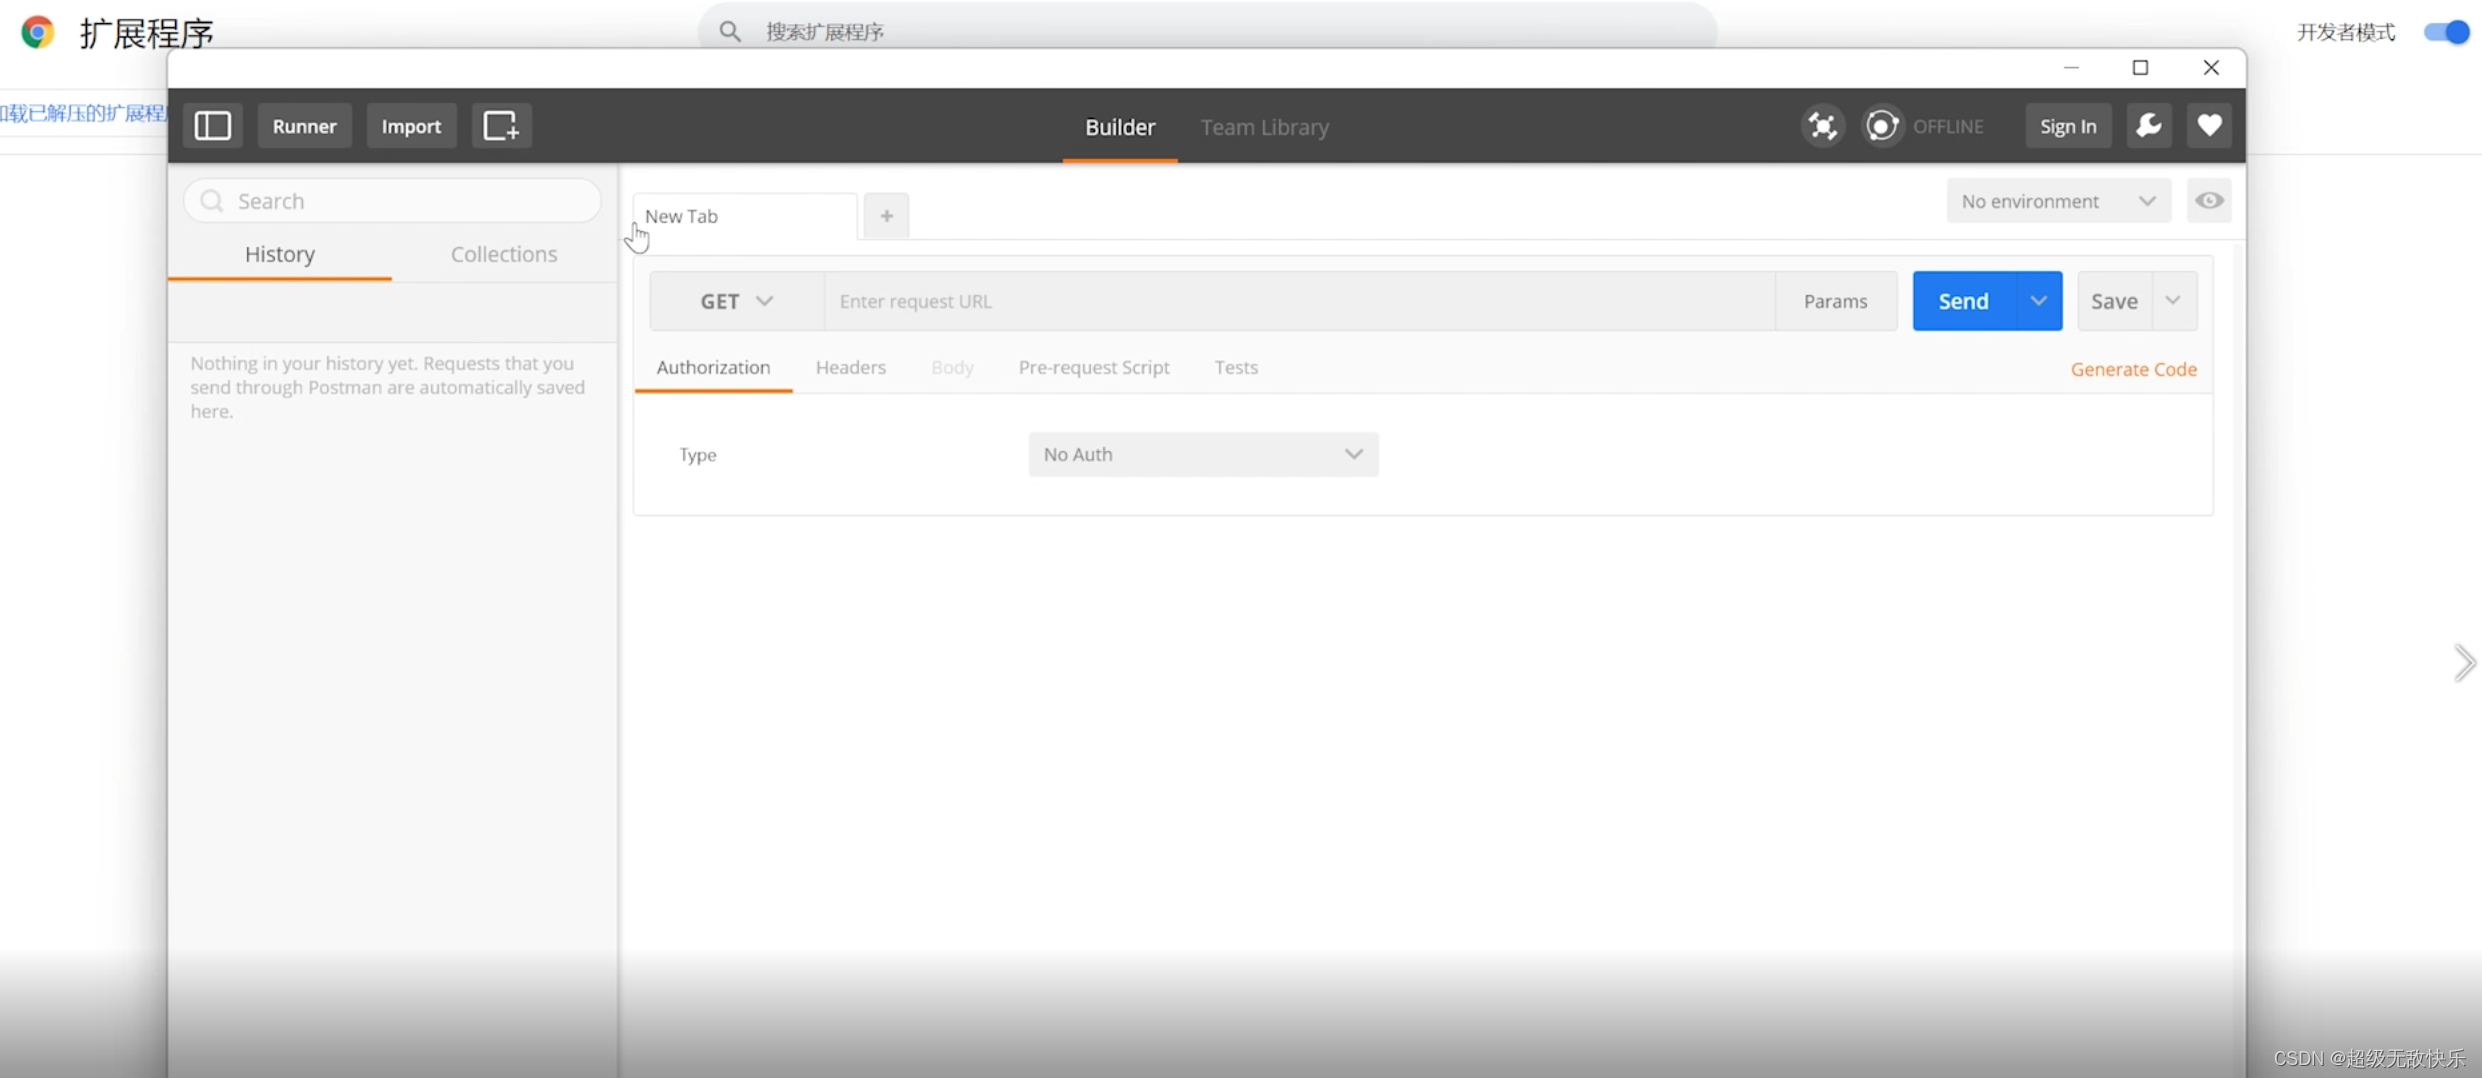 扩展程序
搜索扩展程序
开发者模式
加载已解压的扩展程
Runner
Import
Builder
Team Library
OFFLINE
Sign In
Search
History
Collections
Nothing in your history yet. Requests that you
send through Postman are automatically saved
here.
New Tab
+
No environment
GET
Enter request URL
Params
Send
Save
Authorization
Headers
Body
Pre-request Script
Tests
Generate Code
Type
No Auth
CSDN @超级无敌快乐